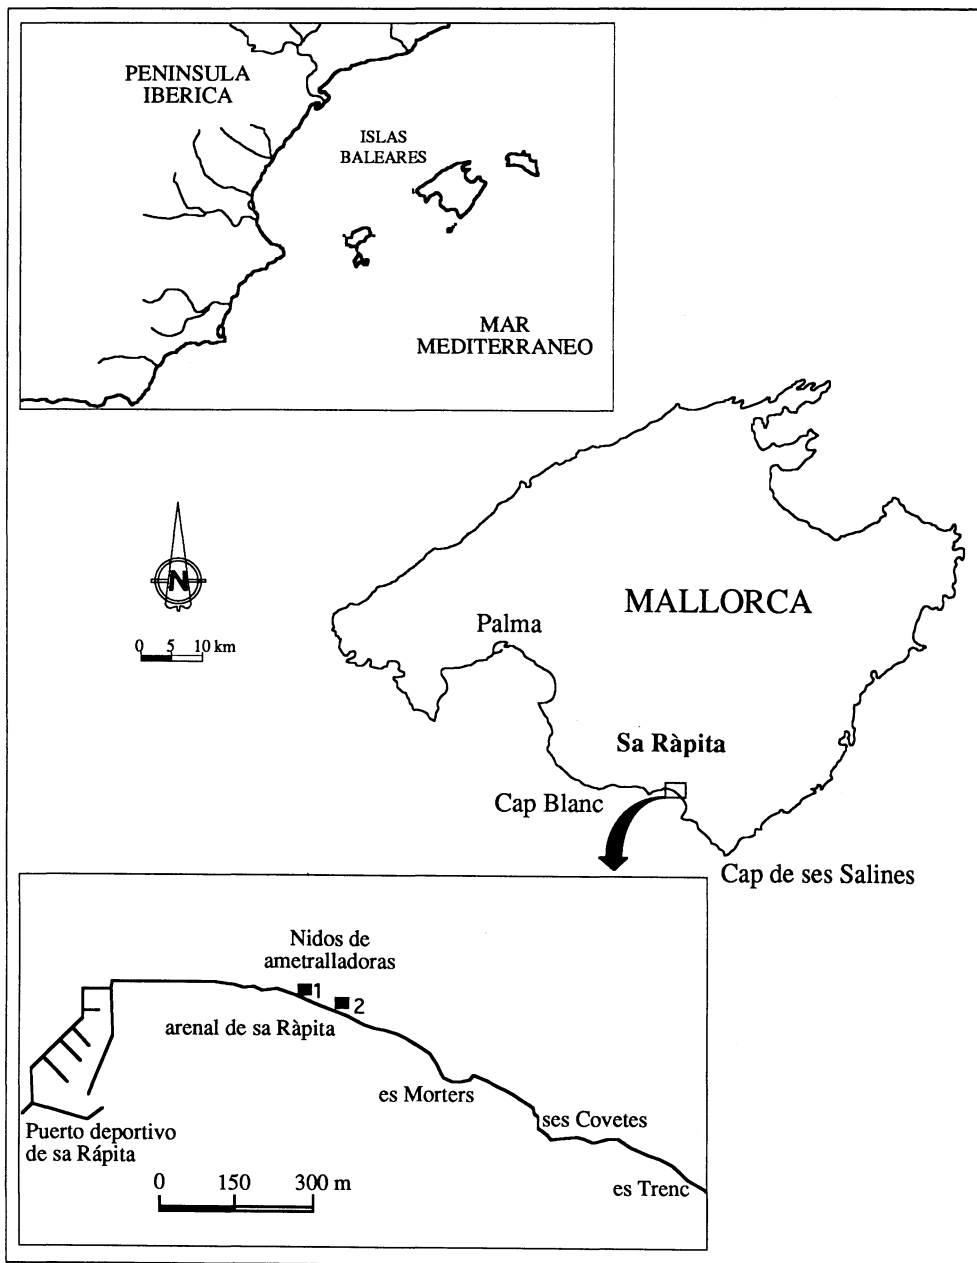 PENINSULA
IBERICA
ISLAS
BALEARES
MAR
MEDITERRANEO
N
0 5 10 km
MALLORCA
Palma
Sa Ràpita
Cap Blanc
Cap de ses Salines
Nidos de
ametralladoras
1
2
arenal de sa Ràpita
es Morters
ses Covetes
es Trenc
Puerto deportivo
de sa Rápita
0 150 300 m